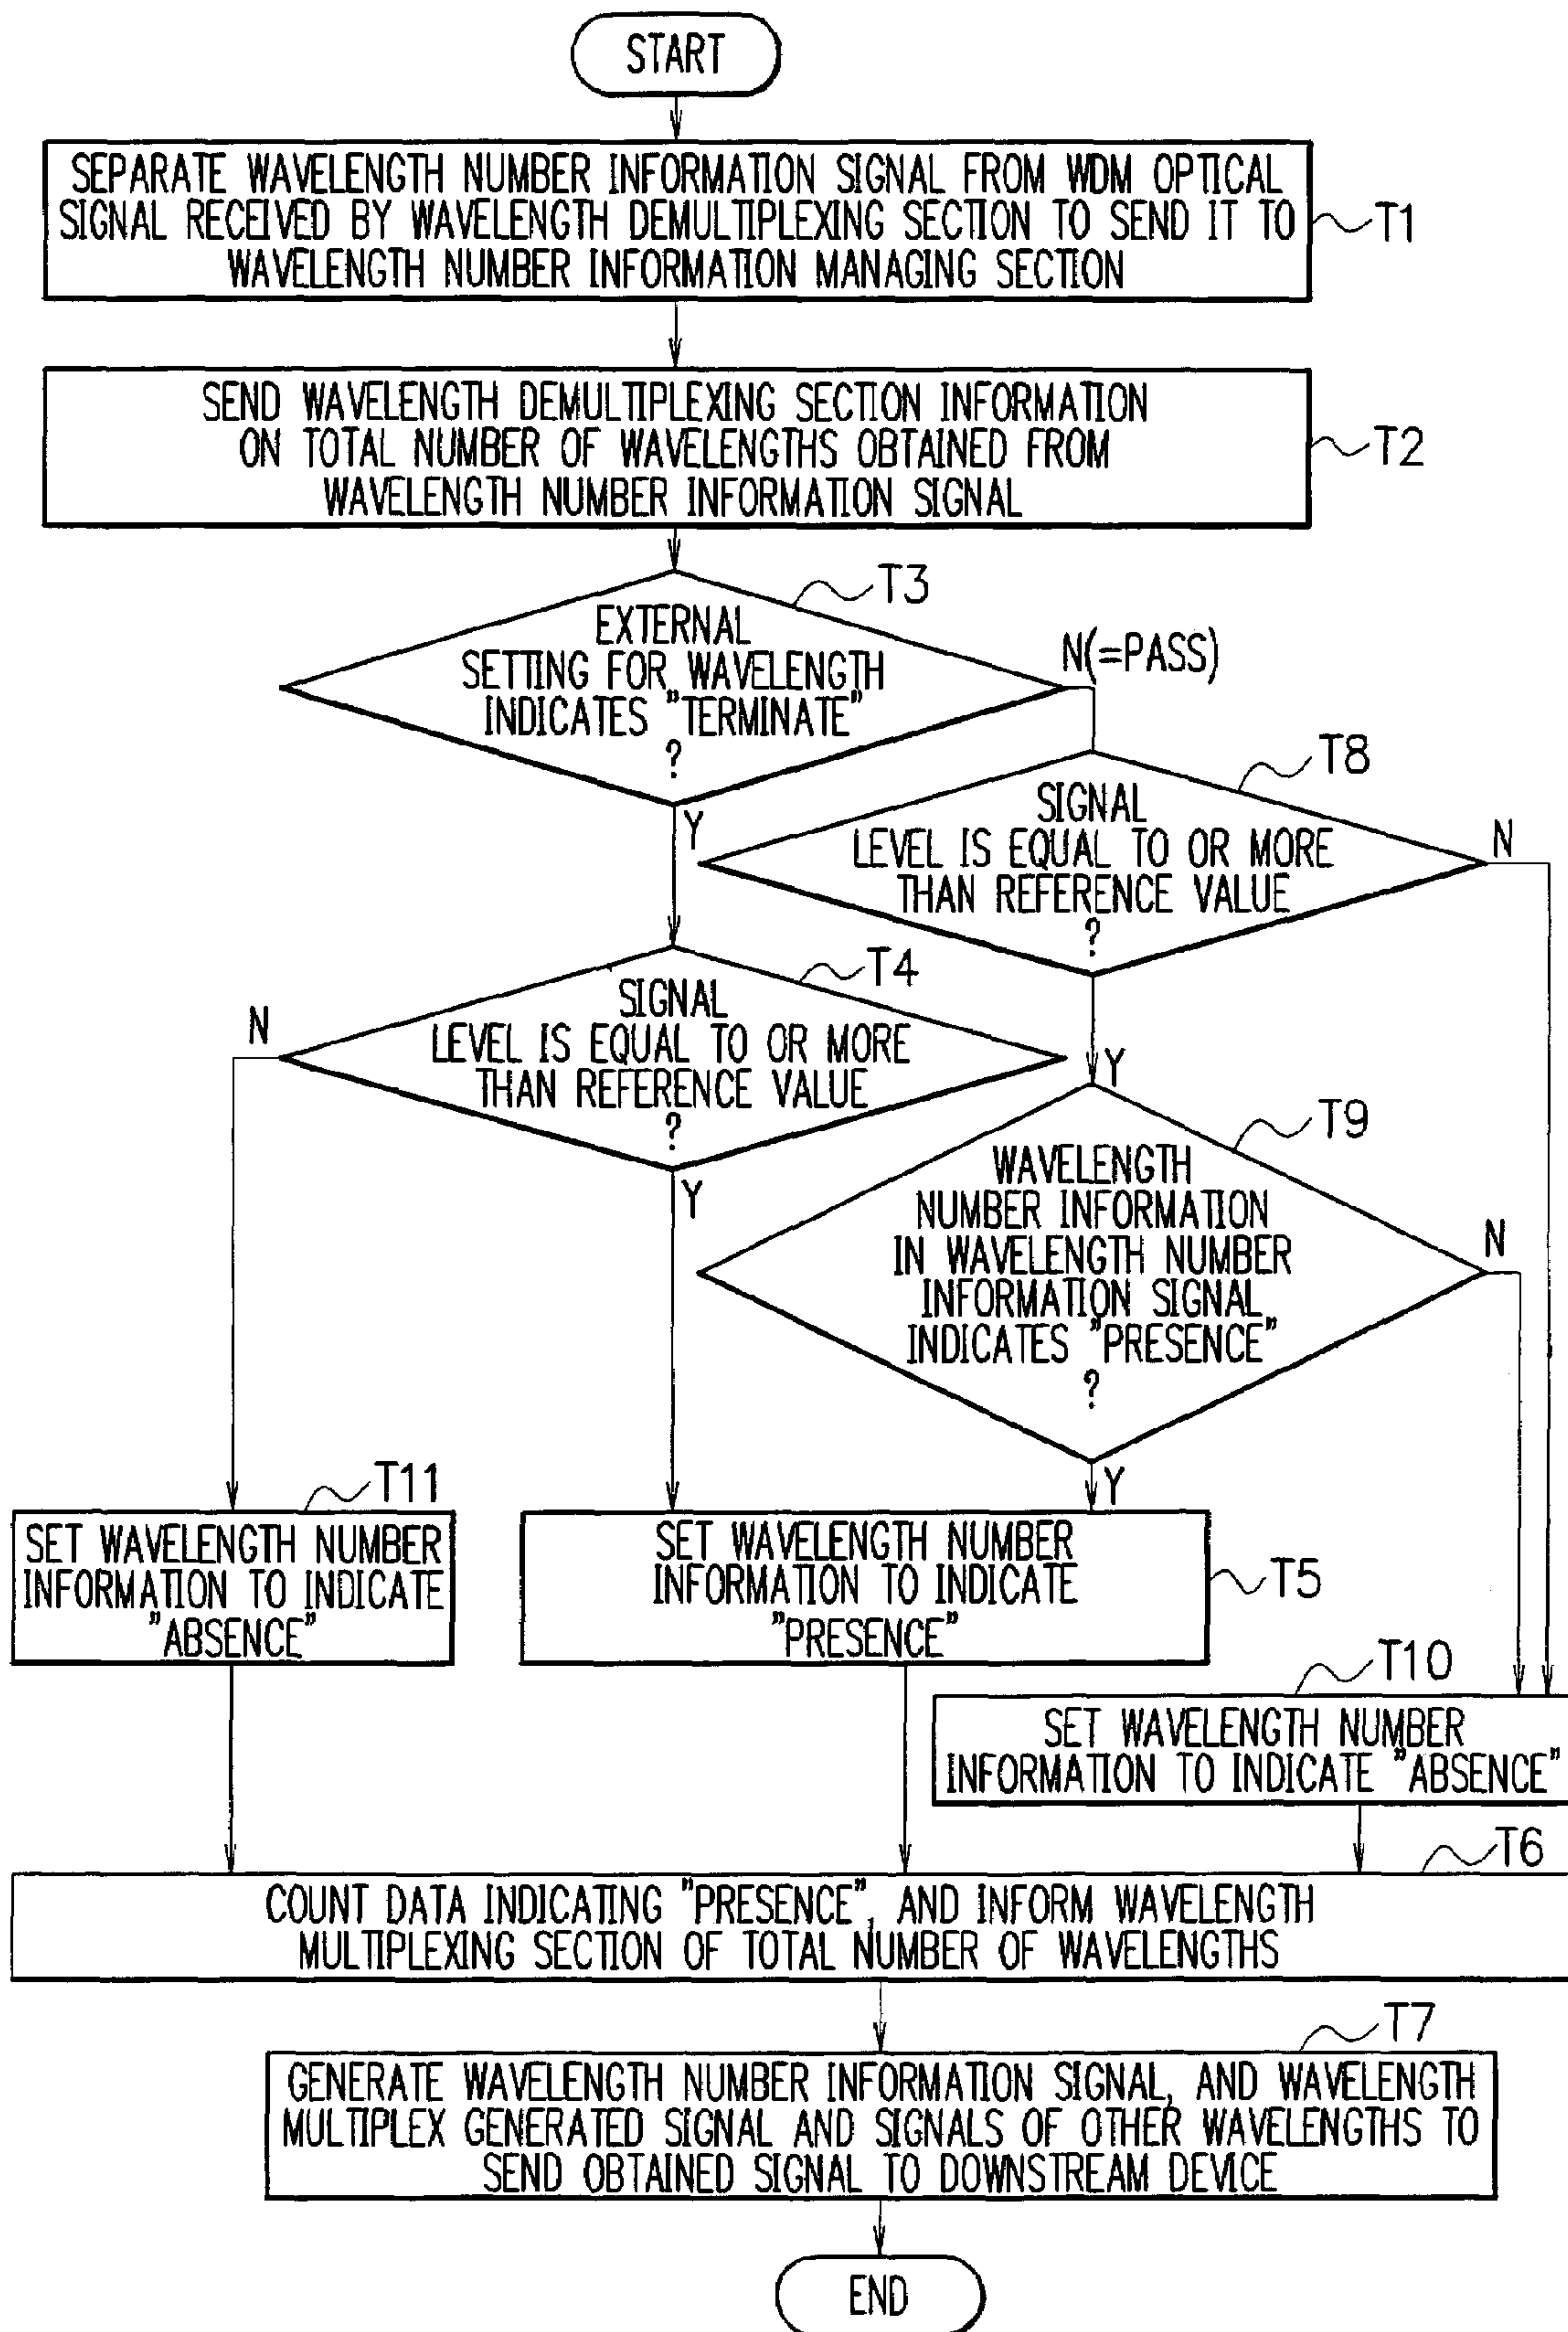 START
SEPARATE WAVELENGTH NUMBER INFORMATION SIGNAL FROM WDM OPTICAL
SIGNAL RECEIVED BY WAVELENGTH DEMULTIPLEXING SECTION TO SEND IT TO
WAVELENGTH NUMBER INFORMATION MANAGING SECTION
T1
SEND WAVELENGTH DEMULTIPLEXING SECTION INFORMATION
ON TOTAL NUMBER OF WAVELENGTHS OBTAINED FROM
WAVELENGTH NUMBER INFORMATION SIGNAL
T2
T3
EXTERNAL
SETTING FOR WAVELENGTH
INDICATES "TERMINATE"
?
N(=PASS)
Y
T8
SIGNAL
LEVEL IS EQUAL TO OR MORE
THAN REFERENCE VALUE
?
N
Y
T4
SIGNAL
LEVEL IS EQUAL TO OR MORE
THAN REFERENCE VALUE
?
N
Y
T9
WAVELENGTH
NUMBER INFORMATION
IN WAVELENGTH NUMBER
INFORMATION SIGNAL
INDICATES "PRESENCE"
?
N
Y
T11
SET WAVELENGTH NUMBER
INFORMATION TO INDICATE
"ABSENCE"
SET WAVELENGTH NUMBER
INFORMATION TO INDICATE
"PRESENCE"
T5
T10
SET WAVELENGTH NUMBER
INFORMATION TO INDICATE "ABSENCE"
T6
COUNT DATA INDICATING "PRESENCE", AND INFORM WAVELENGTH
MULTIPLEXING SECTION OF TOTAL NUMBER OF WAVELENGTHS
T7
GENERATE WAVELENGTH NUMBER INFORMATION SIGNAL, AND WAVELENGTH
MULTIPLEX GENERATED SIGNAL AND SIGNALS OF OTHER WAVELENGTHS TO
SEND OBTAINED SIGNAL TO DOWNSTREAM DEVICE
END